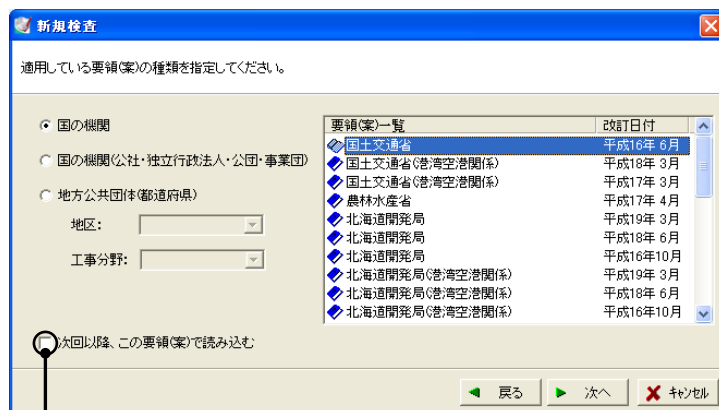 新規検査
適用している要領(案)の種類を指定してください。
国の機関
国の機関(公社・独立行政法人・公団・事業団)
地方公共団体(都道府県)
地区：
工事分野：
要領(案)一覧 改訂日付
国土交通省 平成16年 6月
国土交通省(港湾空港関係) 平成18年 3月
国土交通省(港湾空港関係) 平成17年 3月
農林水産省 平成17年 4月
北海道開発局 平成19年 3月
北海道開発局 平成18年 6月
北海道開発局 平成16年10月
北海道開発局(港湾空港関係) 平成19年 3月
北海道開発局(港湾空港関係) 平成18年 6月
北海道開発局(港湾空港関係) 平成16年10月
次回以降、この要領(案)で読み込む
戻る 次へ キャンセル